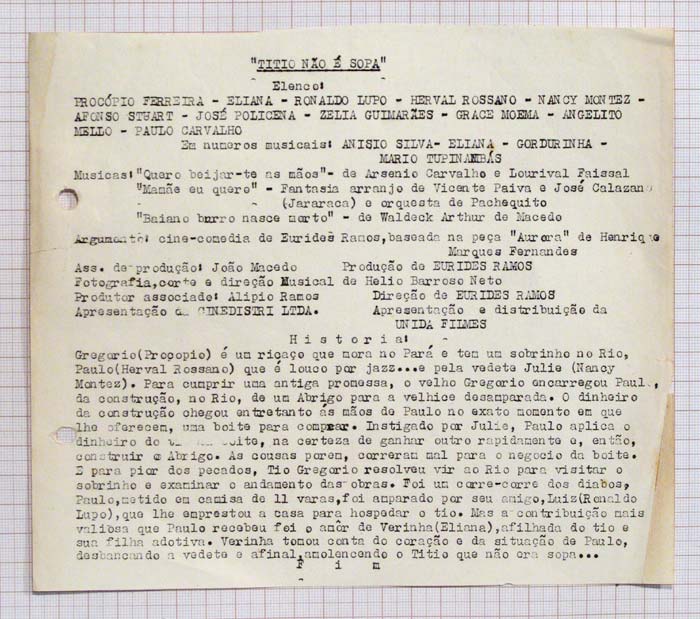 "TITIO NÃO É SOPA"
Elenco:
PROCÓPIO FERREIRA - ELIANA - RONALDO LUPO - HERVAL ROSSANO - NANCY MONTEZ -
AFONSO STUART - JOSÉ POLICENA - ZELIA GUIMARÃES - GRACE MOEMA - ANGELITO
MELLO - PAULO CARVALHO
Em numeros musicais: ANISIO SILVA- ELIANA - GORDURINHA -
MARIO TUPINAMBÁS
Musicas:"Quero beijar-te as mãos"- de Arsenio Carvalho e Lourival Faissal
"Mamãe eu quero" - Fantasia arranjo de Vicente Paiva e José Calazans
(Jararaca) e orquesta de Pachequito
"Baiano burro nasce morto" - de Waldeck Arthur de Macedo
Argumento: cine-comedia de Eurides Ramos,baseada na peça "Aurora" de Henrique
Marques Fernandes
Ass. de produção: João Macedo Produção de EURIDES RAMOS
Fotografia,corte e direção Musical de Helio Barroso Neto
Produtor associado: Alipio Ramos Direção de EURIDES RAMOS
Apresentação da CINEDISTRI LTDA. Apresentação e distribuição da
UNIDA FILMES
Historia:
Gregorio(Procopio) é um ricaço que mora no Pará e tem um sobrinho no Rio,
Paulo(Herval Rossano) que é louco por jazz...e pela vedete Julie (Nancy
Montez). Para cumprir uma antiga promessa, o velho Gregorio encarregou Paulo,
da construção, no Rio, de um Abrigo para a velhice desamparada. O dinheiro
da construção chegou entretanto ás mãos de Paulo no exato momento em que
lhe oferecem, uma boite para comprar. Instigado por Julie, Paulo aplica o
dinheiro do boite, na certeza de ganhar outro rapidamente e, então,
construir o Abrigo. As cousas porem, correram mal para o negocio da boite.
E para pior dos pecados, Tio Gregorio resolveu vir ao Rio para visitar o
sobrinho e examinar o andamento das obras. Foi um corre-corre dos diabos,
Paulo,metido em camisa de 11 varas,foi amparado por seu amigo,Luiz(Ronaldo
Lupo),que lhe emprestou a casa para hospedar o tio. Mas a contribuição mais
valiosa que Paulo recebeu foi o amôr de Verinha(Eliana),afilhada do tio e
sua filha adotiva. Verinha tomou conta do coração e da situação de Paulo,
desbancando a vedete e afinal,amolencendo o Titio que não era sopa...
Fim